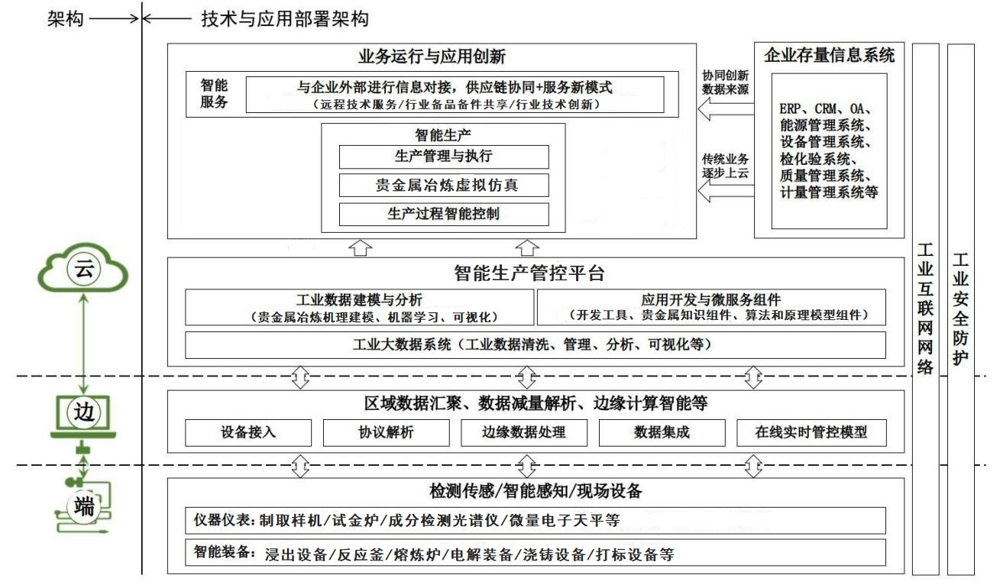 架构
技术与应用部署架构
业务运行与应用创新
智能
服务
与企业外部进行信息对接，供应链协同+服务新模式
（远程技术服务/行业备品备件共享/行业技术创新）
智能生产
生产管理与执行
贵金属冶炼虚拟仿真
生产过程智能控制
协同创新
数据来源
传统业务
逐步上云
企业存量信息系统
ERP、CRM、OA、
能源管理系统、
设备管理系统、
检化验系统、
质量管理系统、
计量管理系统等
云
智能生产管控平台
工业数据建模与分析
（贵金属冶炼机理建模、机器学习、可视化）
应用开发与微服务组件
（开发工具、贵金属知识组件、算法和原理模型组件）
工业大数据系统（工业数据清洗、管理、分析、可视化等）
边
区域数据汇聚、数据减量解析、边缘计算智能等
设备接入
协议解析
边缘数据处理
数据集成
在线实时管控模型
端
检测传感/智能感知/现场设备
仪器仪表：制取样机/试金炉/成分检测光谱仪/微量电子天平等
智能装备：浸出设备/反应釜/熔炼炉/电解装备/浇铸设备/打标设备等
工业互联网网络
工业安全防护